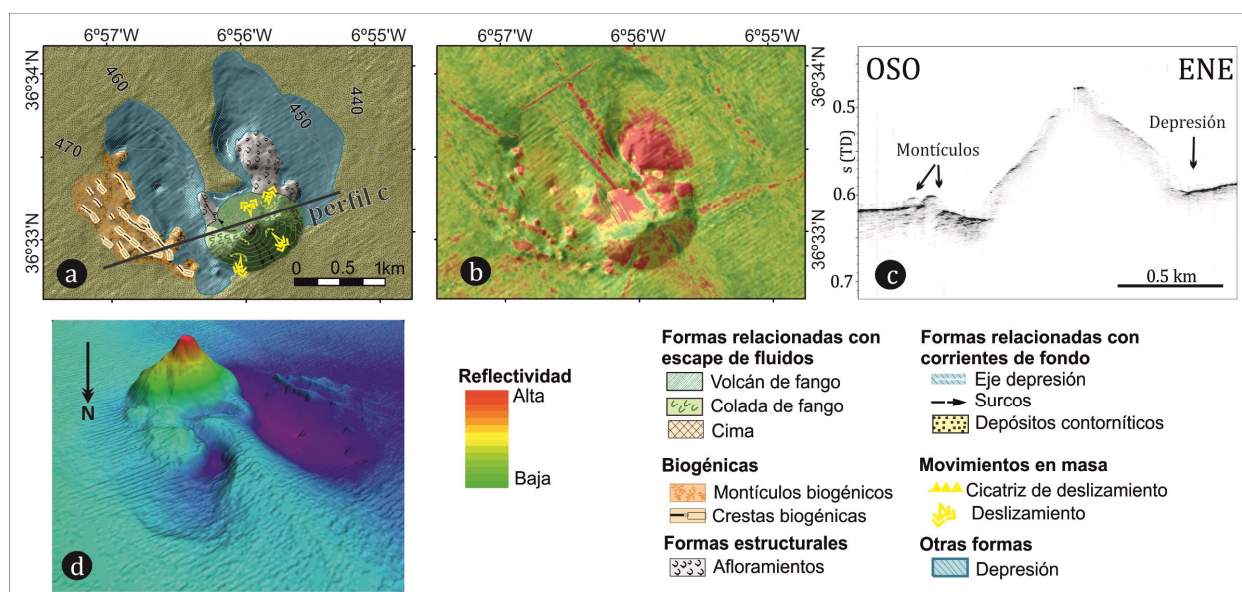 6°57'W
6°56'W
6°55'W
36°34'N
36°33'N
460
450
440
470
perfil c
0 0.5 1km
a
6°57'W
6°56'W
6°55'W
36°34'N
36°33'N
b
OSO
ENE
0.5
0.6
0.7
s (TD)
Montículos
Depresión
0.5 km
c
N
d
Reflectividad
Alta
Baja
Formas relacionadas con
escape de fluidos
Volcán de fango
Colada de fango
Cima
Biogénicas
Montículos biogénicos
Crestas biogénicas
Formas estructurales
Afloramientos
Formas relacionadas con
corrientes de fondo
Eje depresión
Surcos
Depósitos contorníticos
Movimientos en masa
Cicatriz de deslizamiento
Deslizamiento
Otras formas
Depresión